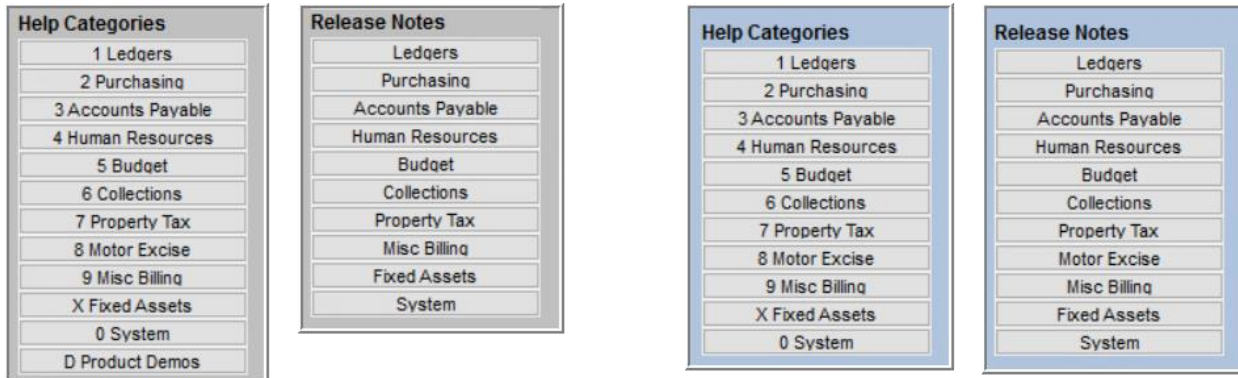 Help Categories
1 Ledgers
2 Purchasing
3 Accounts Payable
4 Human Resources
5 Budget
6 Collections
7 Property Tax
8 Motor Excise
9 Misc Billing
X Fixed Assets
0 System
D Product Demos
Release Notes
Ledgers
Purchasing
Accounts Payable
Human Resources
Budget
Collections
Property Tax
Misc Billing
Fixed Assets
System
Help Categories
1 Ledgers
2 Purchasing
3 Accounts Payable
4 Human Resources
5 Budget
6 Collections
7 Property Tax
8 Motor Excise
9 Misc Billing
X Fixed Assets
0 System
Release Notes
Ledgers
Purchasing
Accounts Payable
Human Resources
Budget
Collections
Property Tax
Motor Excise
Misc Billing
Fixed Assets
System